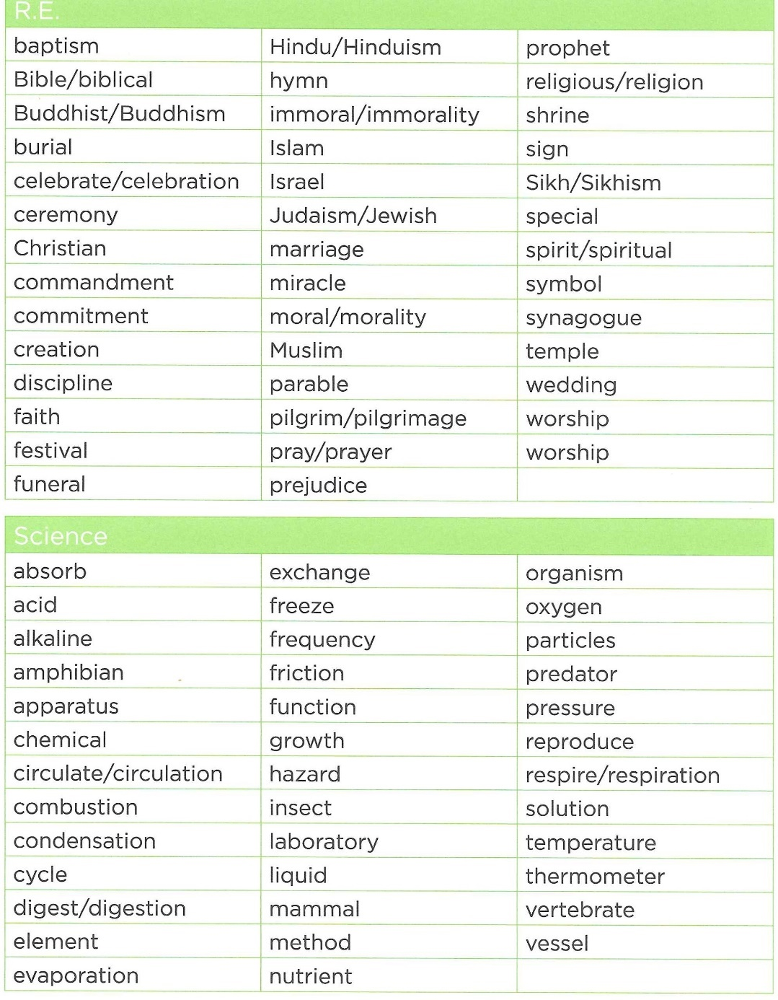 R.E.
baptism Hindu/Hinduism prophet
Bible/biblical hymn religious/religion
Buddhist/Buddhism immoral/immorality shrine
burial Islam sign
celebrate/celebration Israel Sikh/Sikhism
ceremony Judaism/Jewish special
Christian marriage spirit/spiritual
commandment miracle symbol
commitment moral/morality synagogue
creation Muslim temple
discipline parable wedding
faith pilgrim/pilgrimage worship
festival pray/prayer worship
funeral prejudice
Science
absorb exchange organism
acid freeze oxygen
alkaline frequency particles
amphibian friction predator
apparatus function pressure
chemical growth reproduce
circulate/circulation hazard respire/respiration
combustion insect solution
condensation laboratory temperature
cycle liquid thermometer
digest/digestion mammal vertebrate
element method vessel
evaporation nutrient